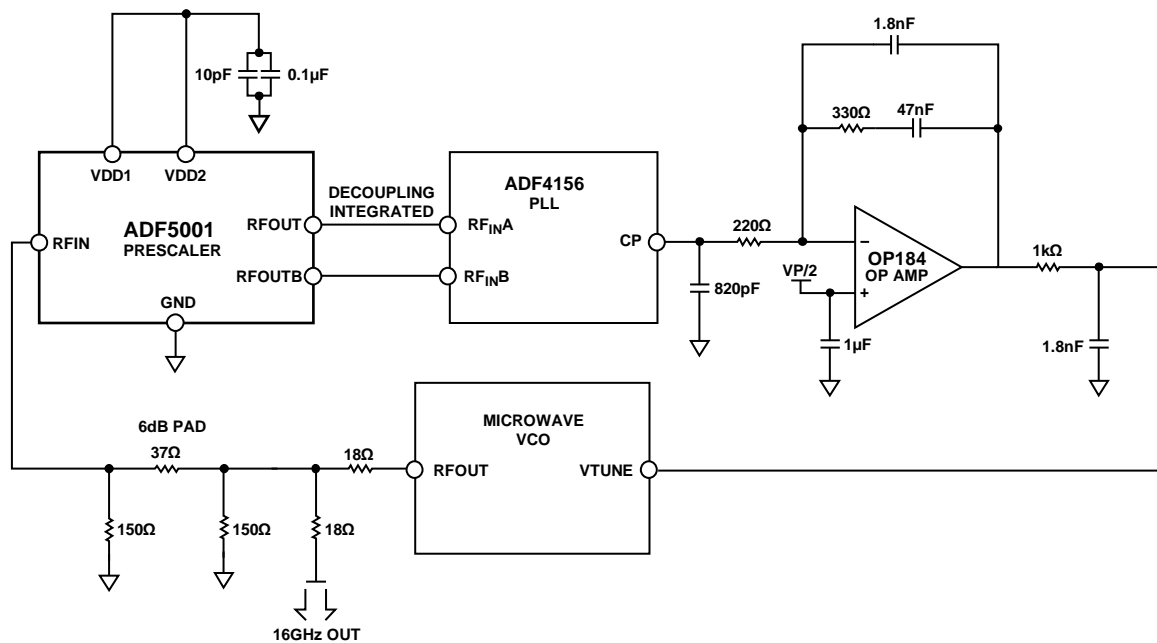 1.8nF
10pF
0.1µF
330Ω
47nF
VDD1
VDD2
ADF5001
PRESCALER
RFIN
RFOUT
RFOUTB
GND
DECOUPLING
INTEGRATED
ADF4156
PLL
RFINA
RFINB
CP
220Ω
820pF
VP/2
1µF
–
+
OP184
OP AMP
1kΩ
1.8nF
6dB PAD
37Ω
150Ω
150Ω
18Ω
18Ω
16GHz OUT
MICROWAVE
VCO
RFOUT
VTUNE